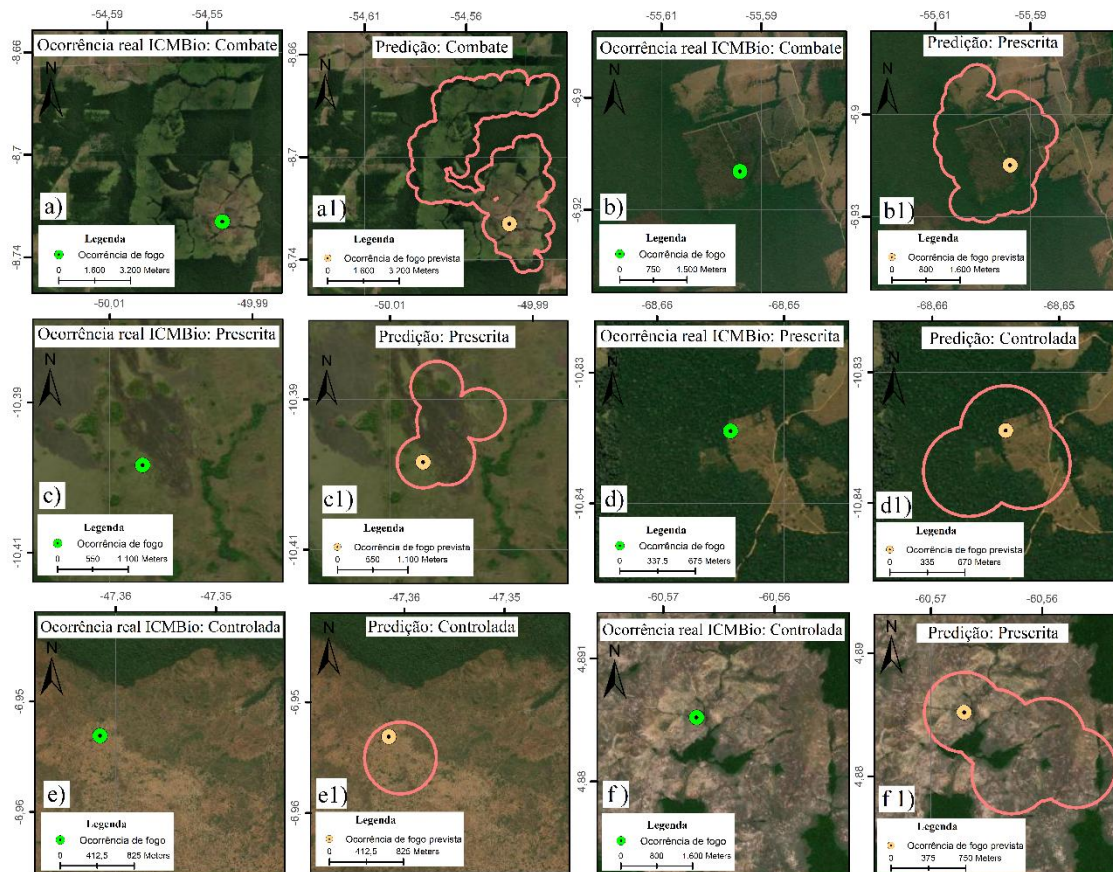 -54,59 -54,55
Ocorrência real ICMBio: Combate
-8,66
-8,7
-8,74
N
a)
Legenda
Ocorrência de fogo
0 1.600 3.200 Meters
-54,61 -54,56
Predição: Combate
-8,66
-8,7
-8,74
N
a1)
Legenda
Ocorrência de fogo prevista
0 1.600 3.200 Meters
-55,61 -55,59
Ocorrência real ICMBio: Combate
-6,9
-6,92
N
b)
Legenda
Ocorrência de fogo
0 750 1.500 Meters
-55,61 -55,59
Predição: Prescrita
-6,9
-6,93
N
b1)
Legenda
Ocorrência de fogo prevista
0 800 1.600 Meters
-50,01 -49,99
Ocorrência real ICMBio: Prescrita
-10,39
-10,41
N
c)
Legenda
Ocorrência de fogo
0 550 1.100 Meters
-50,01 -49,99
Predição: Prescrita
-10,39
-10,41
N
c1)
Legenda
Ocorrência de fogo prevista
0 550 1.100 Meters
-68,66 -68,85
Ocorrência real ICMBio: Prescrita
-10,83
-10,84
N
d)
Legenda
Ocorrência de fogo
0 337,5 675 Meters
-68,66 -68,65
Predição: Controlada
-10,83
-10,84
N
d1)
Legenda
Ocorrência de fogo prevista
0 335 670 Meters
-47,36 -47,35
Ocorrência real ICMBio: Controlada
-6,95
-6,96
N
e)
Legenda
Ocorrência de fogo
0 412,5 825 Meters
-47,36 -47,35
Predição: Controlada
-6,95
-6,96
N
e1)
Legenda
Ocorrência de fogo prevista
0 412,5 825 Meters
-60,57 -60,56
Ocorrência real ICMBio: Controlada
4,891
4,88
N
f)
Legenda
Ocorrência de fogo
0 800 1.600 Meters
-60,57 -60,56
Predição: Prescrita
4,89
4,88
N
f1)
Legenda
Ocorrência de fogo prevista
0 375 750 Meters